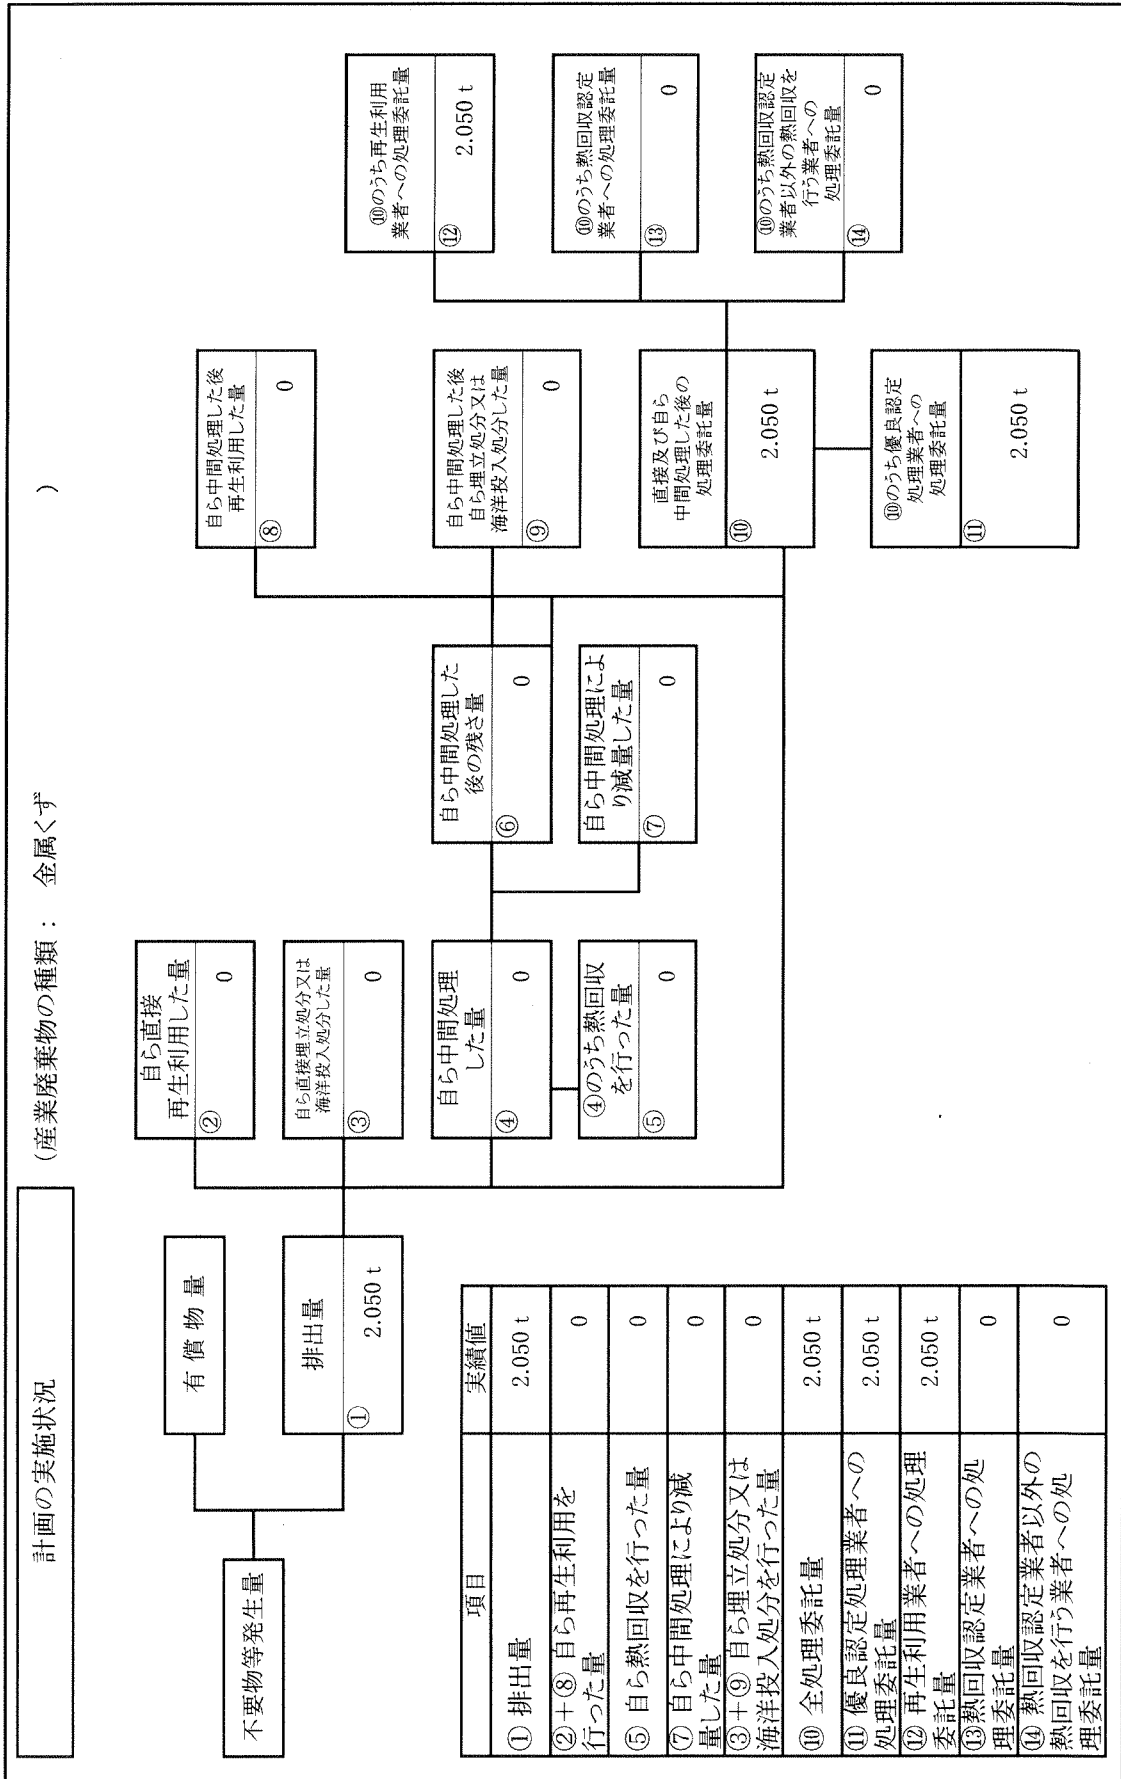 計画の実施状況
(産業廃棄物の種類： 金属くず )
不要物等発生量
有償物量
排出量
① 2.050 t
自ら直接
再生利用した量
② 0
自ら直接埋立処分又は
海洋投入処分した量
③ 0
自ら中間処理
した量
④ 0
④のうち熱回収
を行った量
⑤ 0
自ら中間処理した
後の残さ量
⑥ 0
自ら中間処理によ
り減量した量
⑦ 0
自ら中間処理した後
再生利用した量
⑧ 0
自ら中間処理した後
自ら埋立処分又は
海洋投入処分した量
⑨ 0
直接及び自ら
中間処理した後の
処理委託量
⑩ 2.050 t
⑩のうち優良認定
処理業者への
処理委託量
⑪ 2.050 t
⑩のうち再生利用
業者への処理委託量
⑫ 2.050 t
⑩のうち熱回収認定
業者への処理委託量
⑬ 0
⑩のうち熱回収認定
業者以外の熱回収を
行う業者への
処理委託量
⑭ 0
項目 実績値
① 排出量 2.050 t
②＋⑧ 自ら再生利用を
行った量 0
⑤ 自ら熱回収を行った量 0
⑦ 自ら中間処理により減
量した量 0
③＋⑨ 自ら埋立処分又は
海洋投入処分を行った量 0
⑩ 全処理委託量 2.050 t
⑪ 優良認定処理業者への
処理委託量 2.050 t
⑫ 再生利用業者への処理
委託量 2.050 t
⑬熱回収認定業者への処
理委託量 0
⑭ 熱回収認定業者以外の
熱回収を行う業者への処
理委託量 0